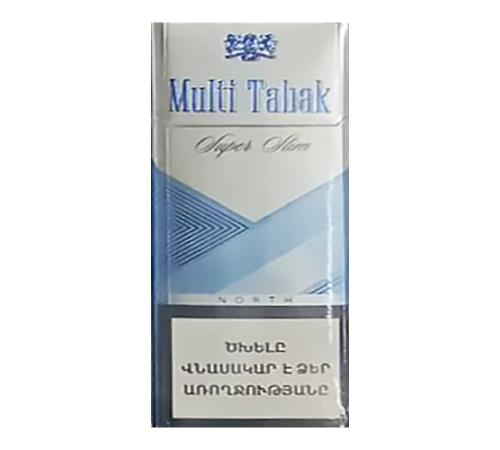 Multi Tabak
Super Slim
NORTH
ԾԽԵԼԸ
ՎՆԱՍԱԿԱՐ Է ՁԵՐ
ԱՌՈՂՋՈՒԹՅԱՆԸ